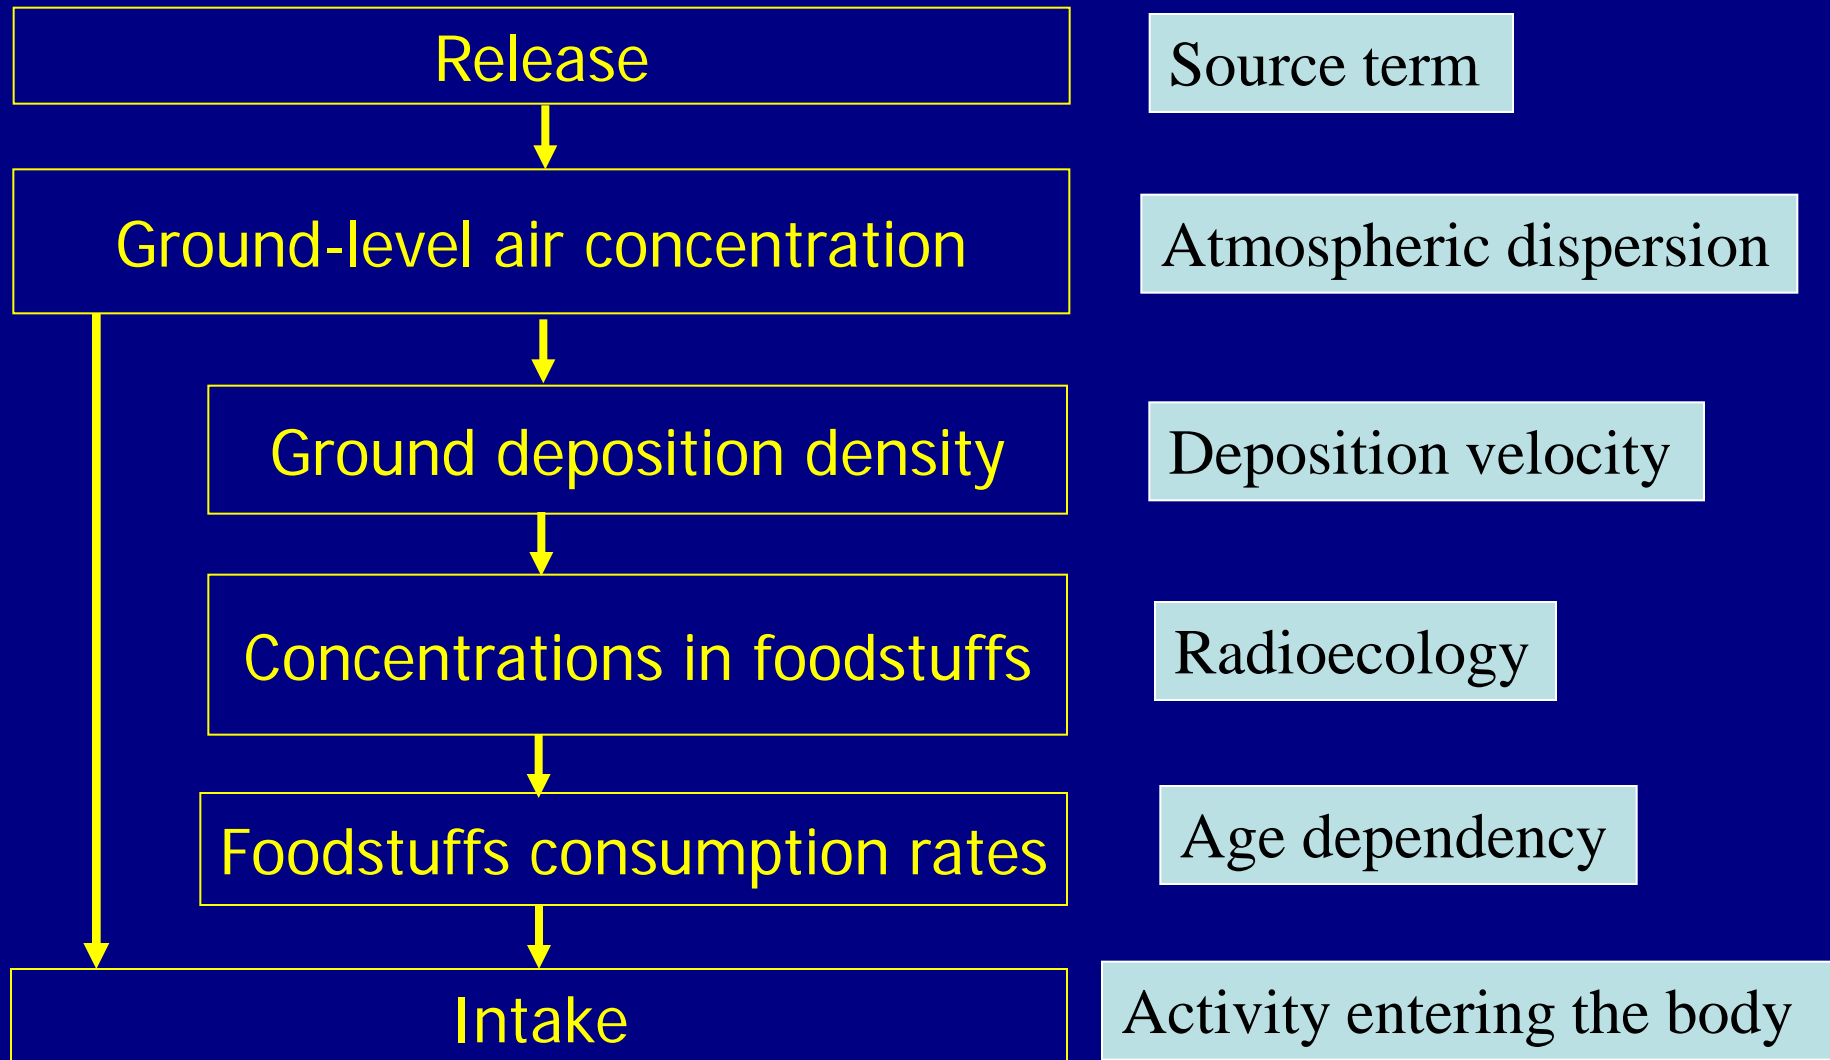 Release
Source term
Ground-level air concentration
Atmospheric dispersion
Ground deposition density
Deposition velocity
Concentrations in foodstuffs
Radioecology
Foodstuffs consumption rates
Age dependency
Intake
Activity entering the body